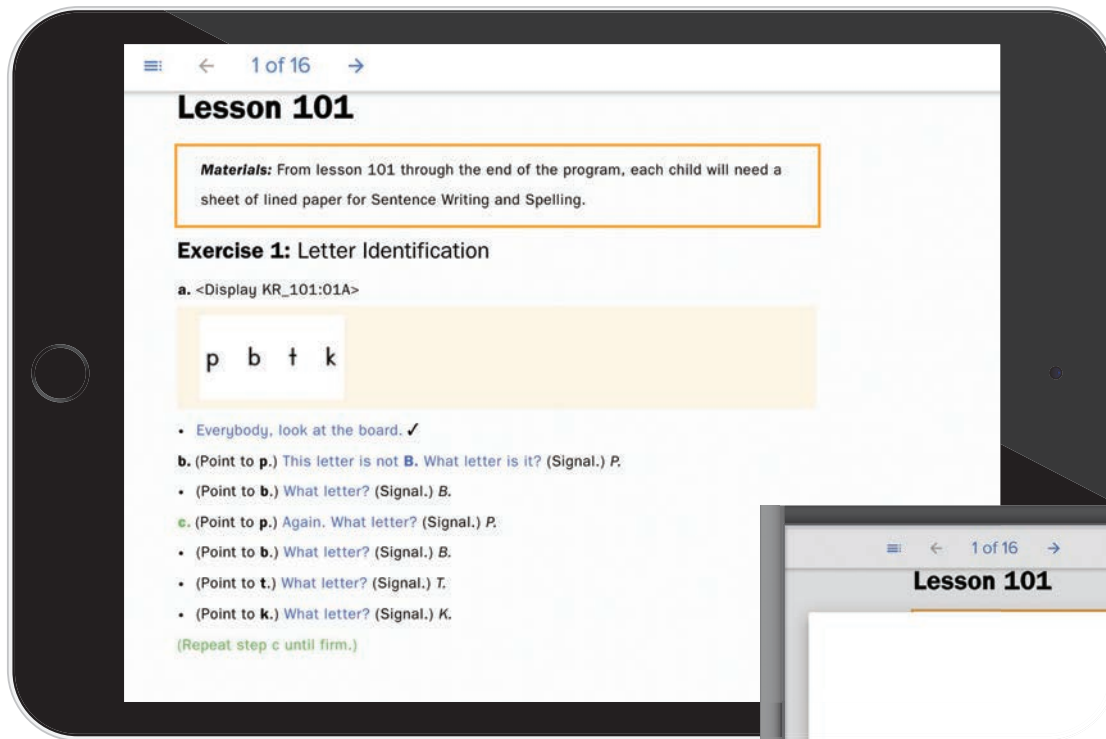 1 of 16
Lesson 101
Materials: From lesson 101 through the end of the program, each child will need a
sheet of lined paper for Sentence Writing and Spelling.
Exercise 1: Letter Identification
a. <Display KR_101:01A>
p b t k
• Everybody, look at the board. ✓
b. (Point to p.) This letter is not B. What letter is it? (Signal.) P.
• (Point to b.) What letter? (Signal.) B.
c. (Point to p.) Again. What letter? (Signal.) P.
• (Point to b.) What letter? (Signal.) B.
• (Point to t.) What letter? (Signal.) T.
• (Point to k.) What letter? (Signal.) K.
(Repeat step c until firm.)
1 of 16
Lesson 101